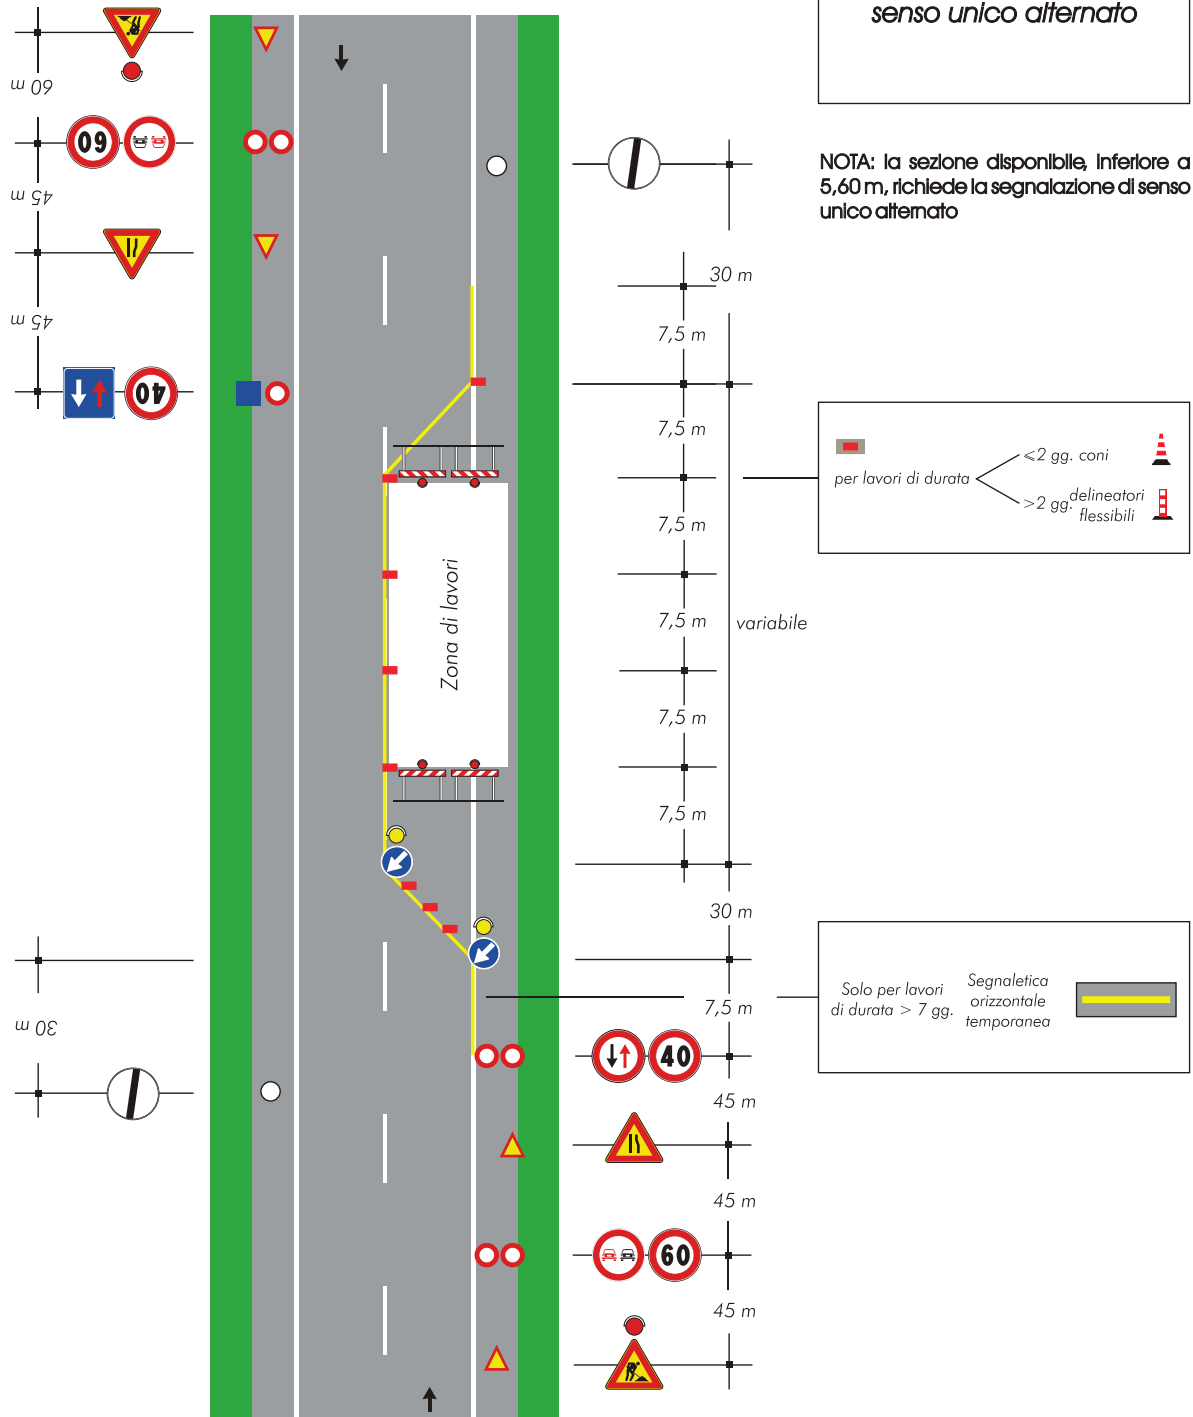 senso unico alternato
NOTA: la sezione disponibile, inferiore a
5,60 m, richiede la segnalazione di senso
unico alternato
60 m
60
45 m
45 m
40
30 m
7,5 m
7,5 m
7,5 m
7,5 m
7,5 m
7,5 m
variabile
30 m
7,5 m
40
45 m
45 m
60
45 m
Zona di lavori
30 m
per lavori di durata
⩽2 gg. coni
>2 gg. delineatori
flessibili
Solo per lavori
di durata > 7 gg.
Segnaletica
orizzontale
temporanea